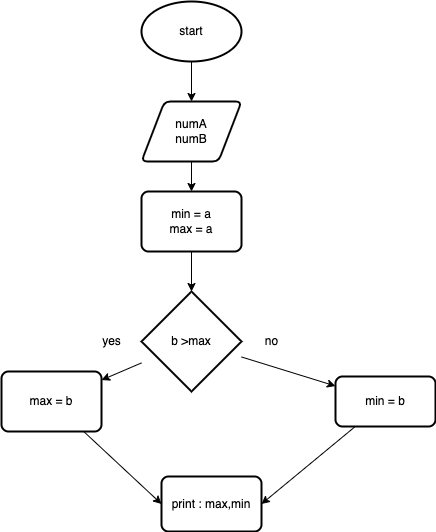 start
numA
numB
min = a
max = a
b >max
yes
no
max = b
min = b
print : max,min